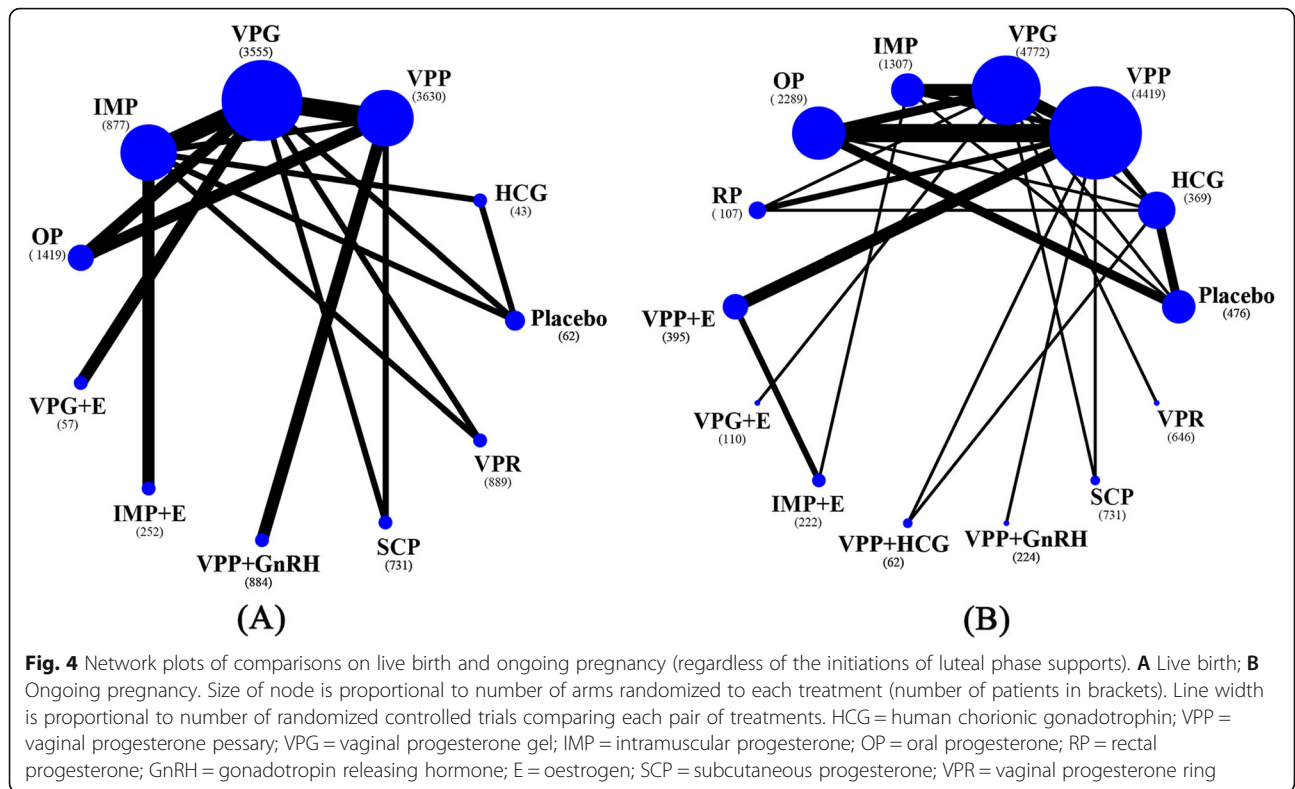 VPG
(3555)
VPP
(3630)
IMP
(877)
HCG
(43)
OP
( 1419)
Placebo
(62)
VPG+E
(57)
VPR
(889)
IMP+E
(252)
SCP
(731)
VPP+GnRH
(884)
(A)
VPG
(4772)
IMP
(1307)
VPP
(4419)
OP
( 2289)
HCG
(369)
RP
( 107)
Placebo
(476)
VPP+E
(395)
VPG+E
(110)
VPR
(646)
IMP+E
(222)
SCP
(731)
VPP+HCG
(62)
VPP+GnRH
(224)
(B)
Fig. 4 Network plots of comparisons on live birth and ongoing pregnancy (regardless of the initiations of luteal phase supports). A Live birth; B
Ongoing pregnancy. Size of node is proportional to number of arms randomized to each treatment (number of patients in brackets). Line width
is proportional to number of randomized controlled trials comparing each pair of treatments. HCG = human chorionic gonadotrophin; VPP =
vaginal progesterone pessary; VPG = vaginal progesterone gel; IMP = intramuscular progesterone; OP = oral progesterone; RP = rectal
progesterone; GnRH = gonadotropin releasing hormone; E = oestrogen; SCP = subcutaneous progesterone; VPR = vaginal progesterone ring